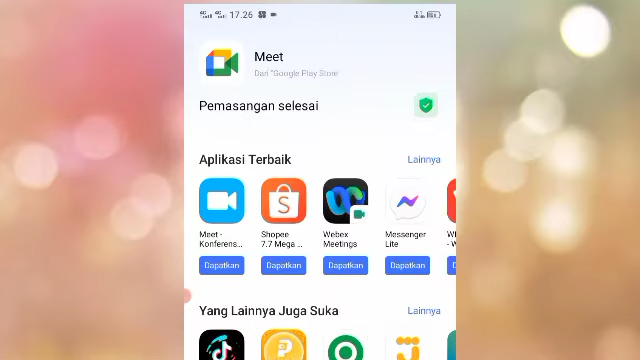 17.26
Meet
Dari "Google Play Store"
Pemasangan selesai
Aplikasi Terbaik
Lainnya
Meet -
Konferens...
Shopee
7.7 Mega ...
Webex
Meetings
Messenger
Lite
Dapatkan
Dapatkan
Dapatkan
Dapatkan
Yang Lainnya Juga Suka
Lainnya